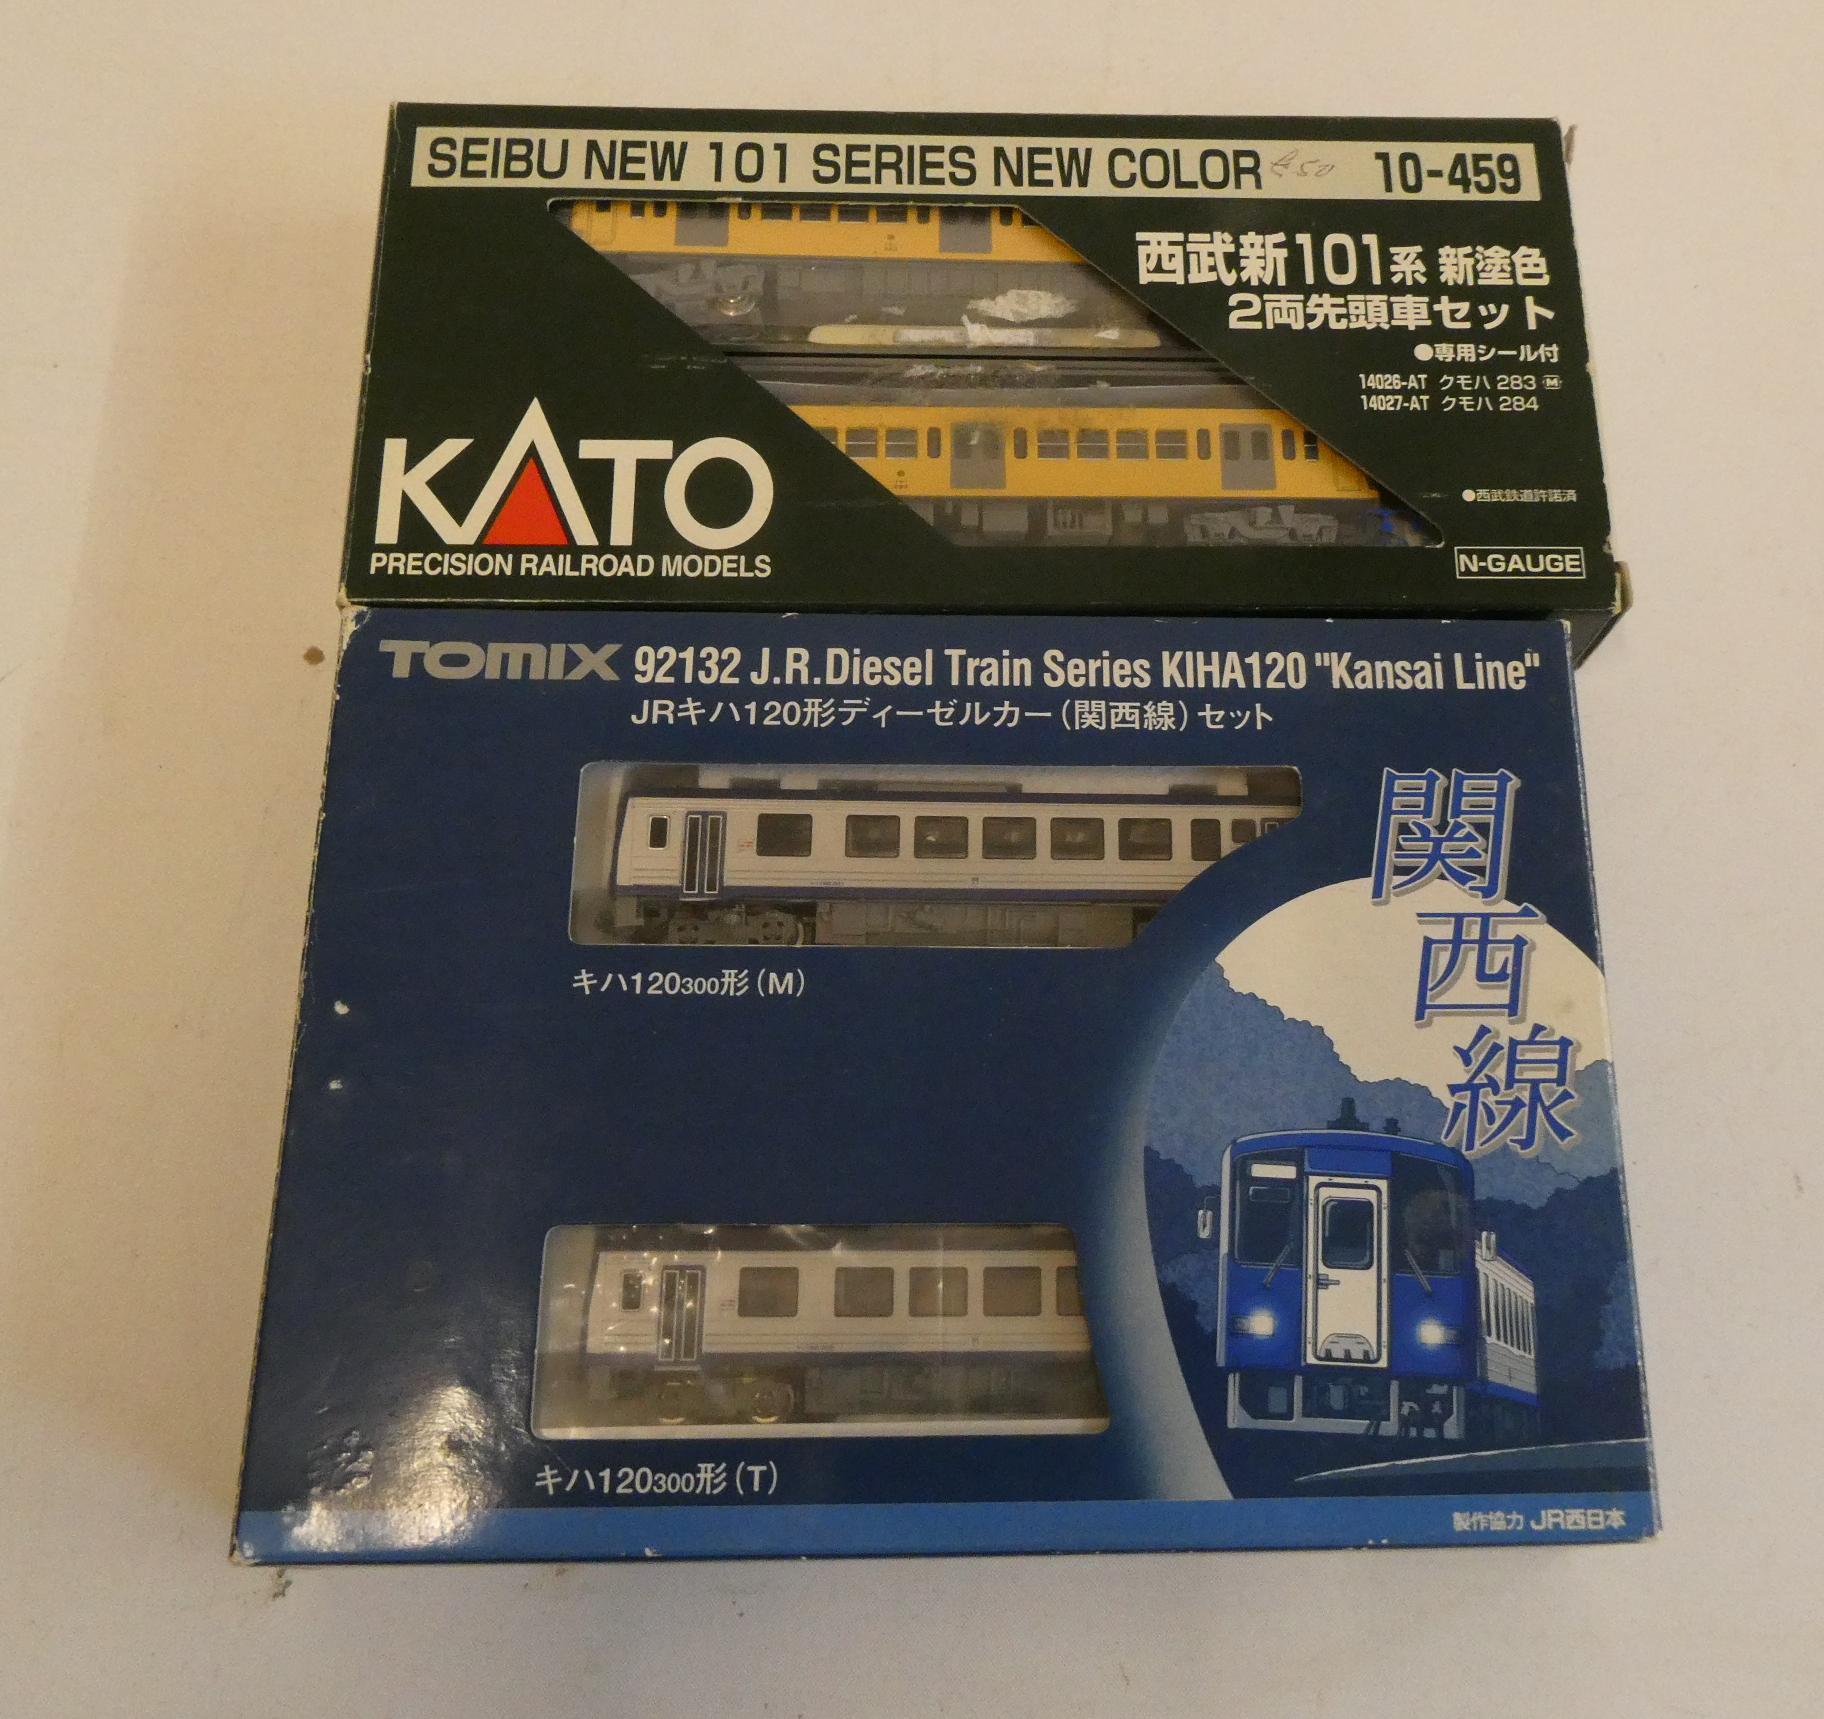 SEIBU NEW 101 SERIES NEW COLOR £50 10-459
西武新101系 新塗色
2両先頭車セット
●専用シール付
14026-AT クモハ 283 M
14027-AT クモハ 284
KATO
PRECISION RAILROAD MODELS
●西武鉄道許諾済
N-GAUGE
TOMIX 92132 J.R.Diesel Train Series KIHA120 "Kansai Line"
JRキハ120形ディーゼルカー(関西線)セット
関西線
キハ120300形(M)
キハ120300形(T)
製作協力 JR西日本